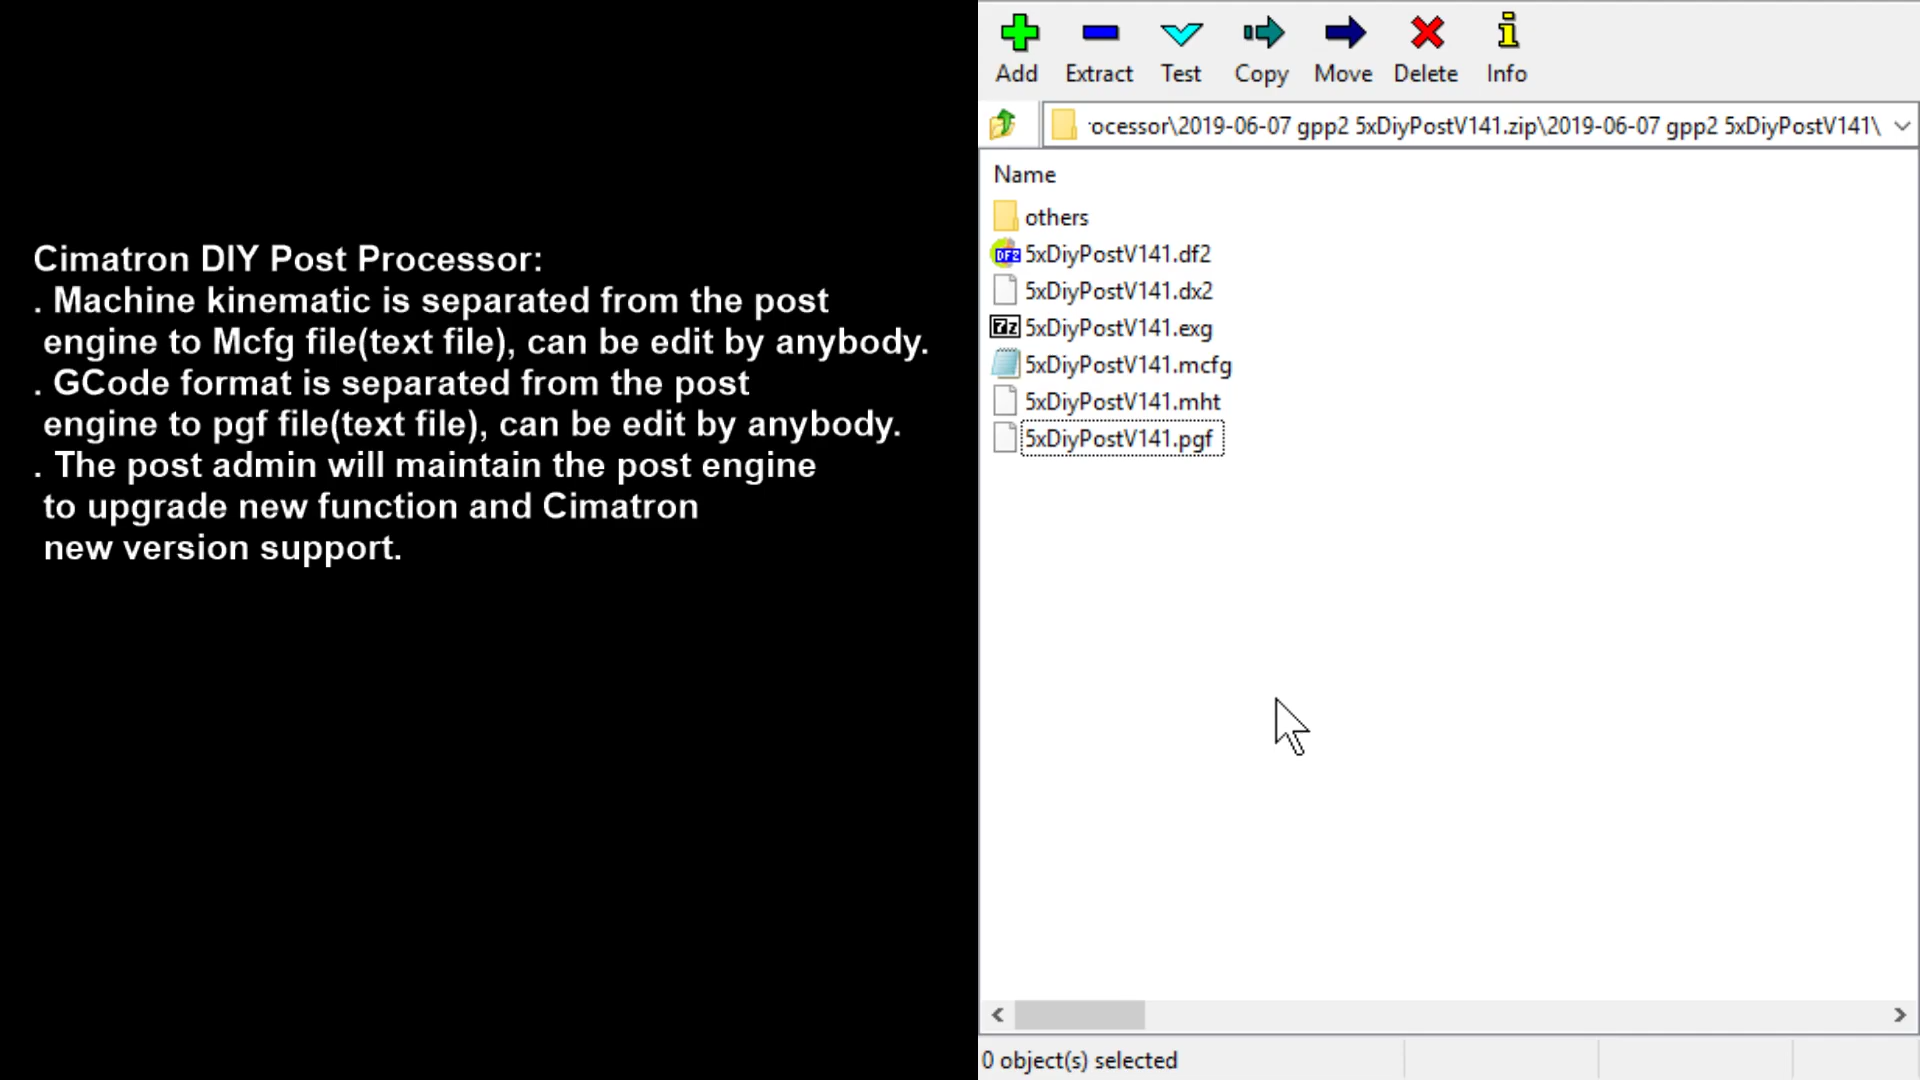 Cimatron DIY Post Processor:
. Machine kinematic is separated from the post
engine to Mcfg file(text file), can be edit by anybody.
. GCode format is separated from the post
engine to pgf file(text file), can be edit by anybody.
. The post admin will maintain the post engine
to upgrade new function and Cimatron
new version support.
Add Extract Test Copy Move Delete Info
ocessor\2019-06-07 gpp2 5xDiyPostV141.zip\2019-06-07 gpp2 5xDiyPostV141\
Name
others
DF2 5xDiyPostV141.df2
5xDiyPostV141.dx2
7z 5xDiyPostV141.exg
5xDiyPostV141.mcfg
5xDiyPostV141.mht
5xDiyPostV141.pgf
0 object(s) selected